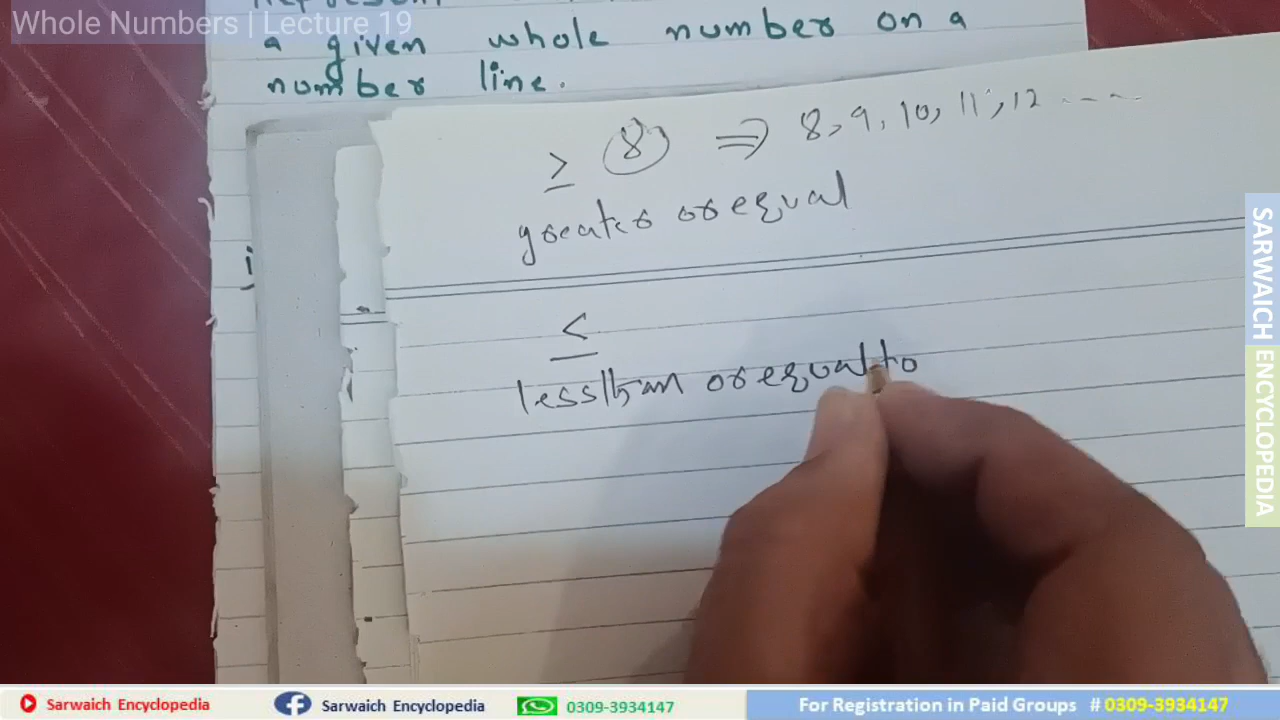 Whole Numbers | Lecture 19
a given whole number on a
number line.
≥ 8 ⇒ 8, 9, 10, 11, 12 ....
greater or equal
≤
less than or equal to
SARWAICH ENCYCLOPEDIA
Sarwaich Encyclopedia
Sarwaich Encyclopedia
0309-3934147
For Registration in Paid Groups # 0309-3934147